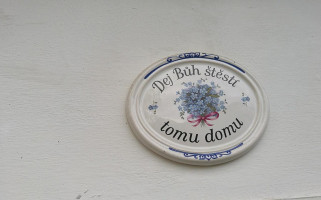 Dej Bůh štěstí
tomu domu